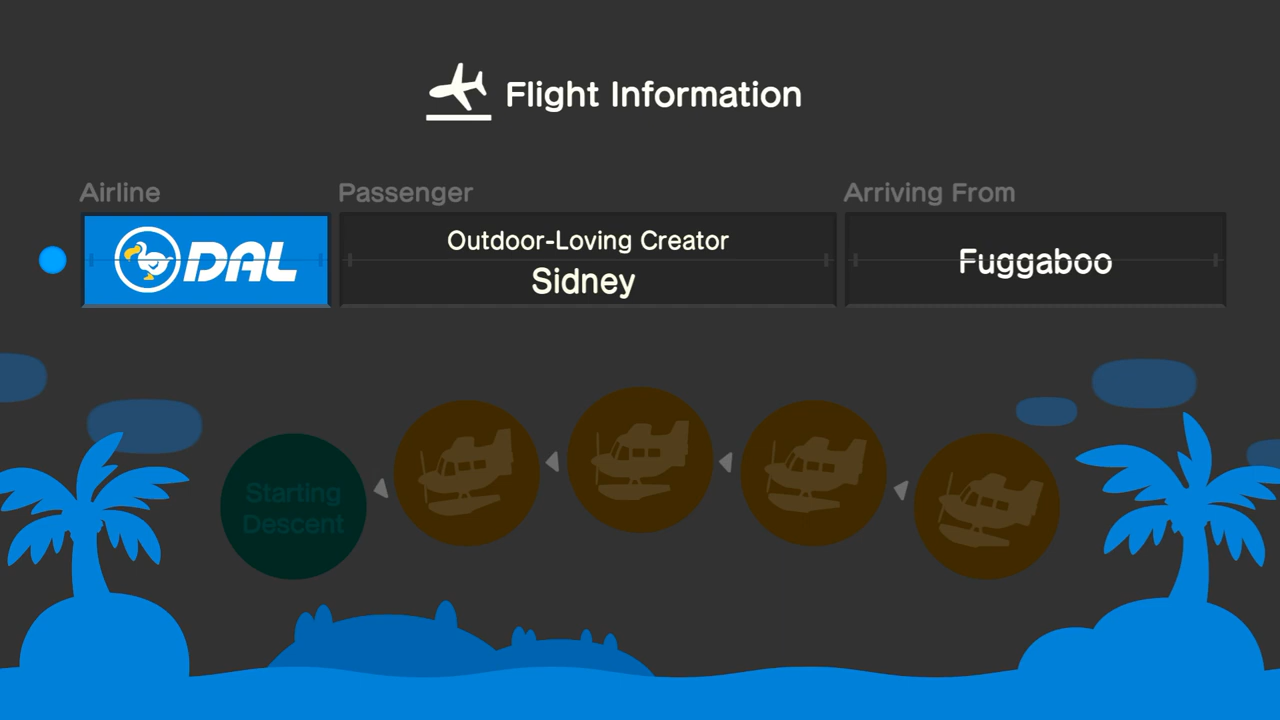 Flight Information
Airline
Passenger
Arriving From
DAL
Outdoor-Loving Creator
Sidney
Fuggaboo
Starting
Descent